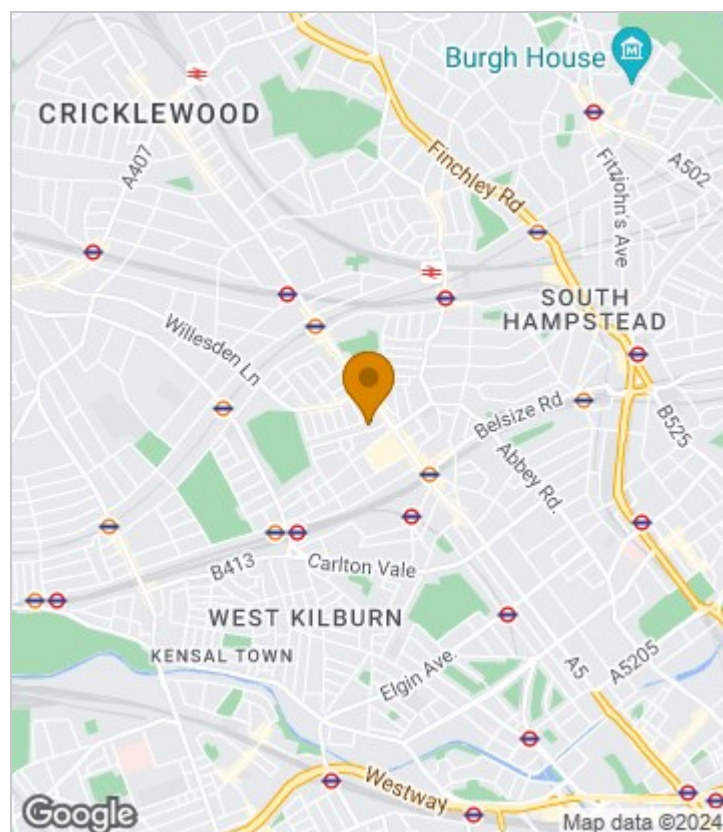 Burgh House
CRICKLEWOOD
A407
Finchley Rd
A502
Fitzjohn's Ave
SOUTH
HAMPSTEAD
Willesden Ln
Belsize Rd
B525
Abbey Rd.
B413
Carlton Vale
WEST KILBURN
KENSAL TOWN
Elgin Ave.
A5
A5205
Westway
Google
Map data ©2024